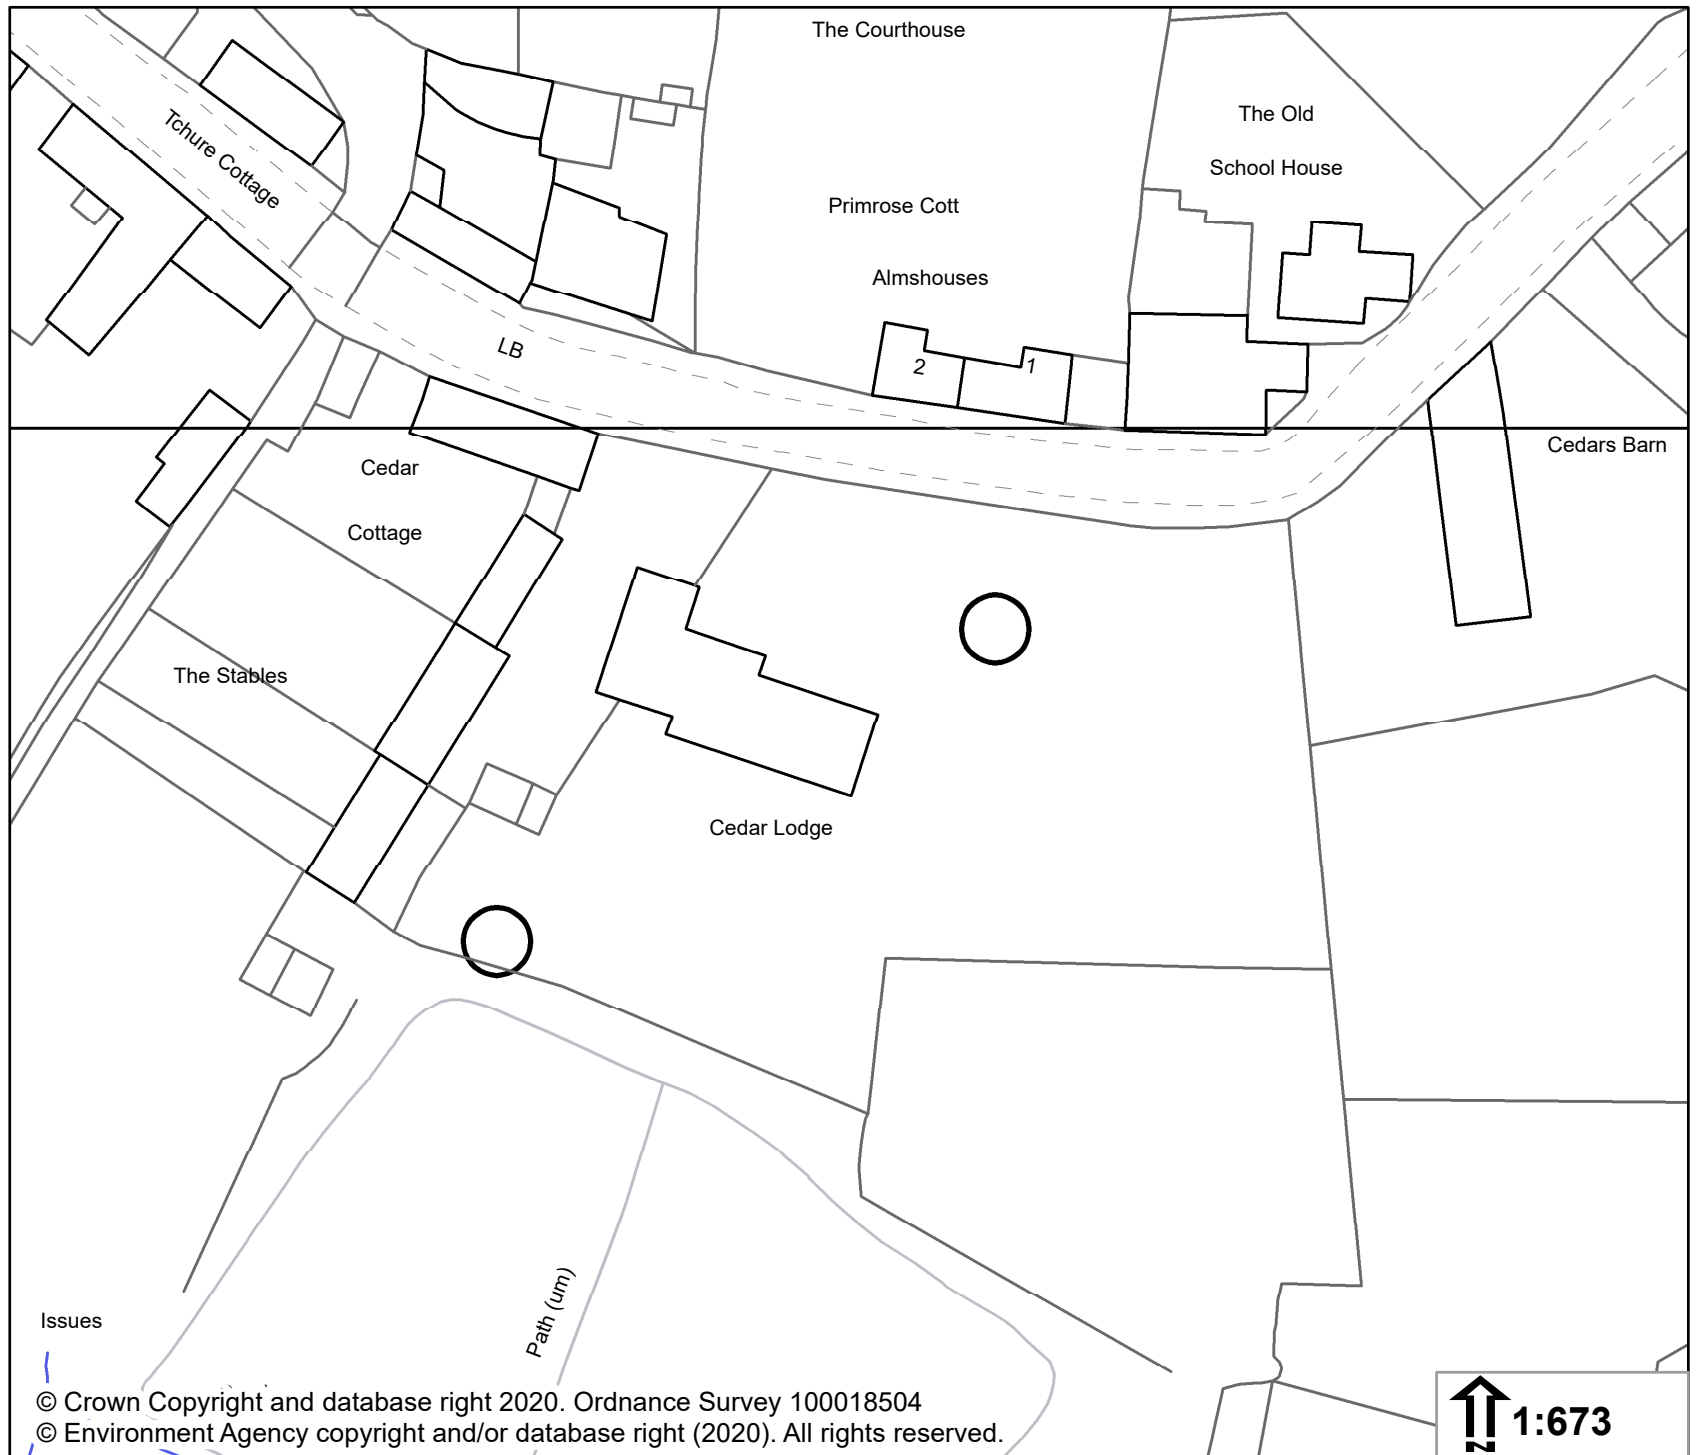 The Courthouse
The Old
School House
Tchure Cottage
Primrose Cott
Almshouses
LB
2
1
Cedars Barn
Cedar
Cottage
The Stables
Cedar Lodge
Path (um)
Issues
© Crown Copyright and database right 2020. Ordnance Survey 100018504
© Environment Agency copyright and/or database right (2020). All rights reserved.
1:673
N